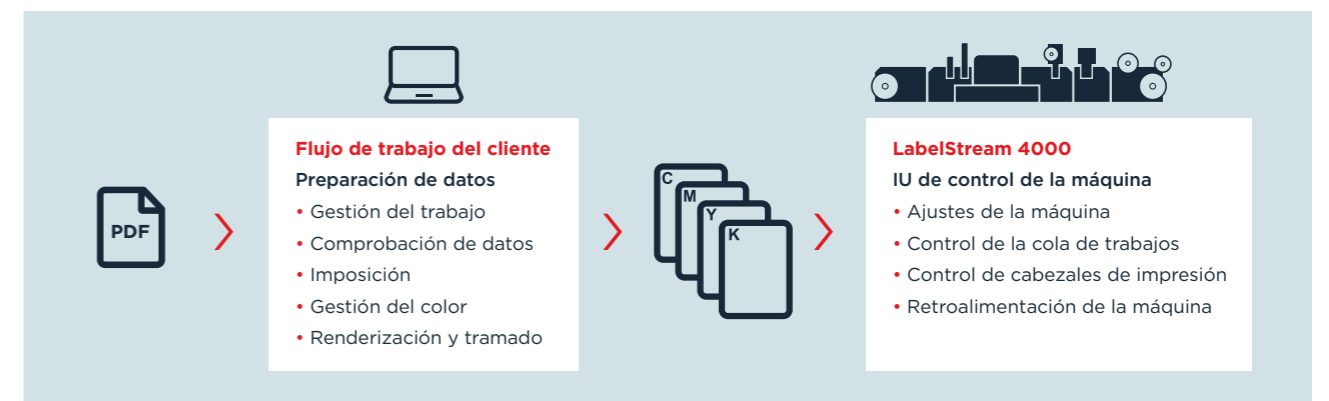 PDF
Flujo de trabajo del cliente
Preparación de datos
• Gestión del trabajo
• Comprobación de datos
• Imposición
• Gestión del color
• Renderización y tramado
C
M
Y
K
LabelStream 4000
IU de control de la máquina
• Ajustes de la máquina
• Control de la cola de trabajos
• Control de cabezales de impresión
• Retroalimentación de la máquina